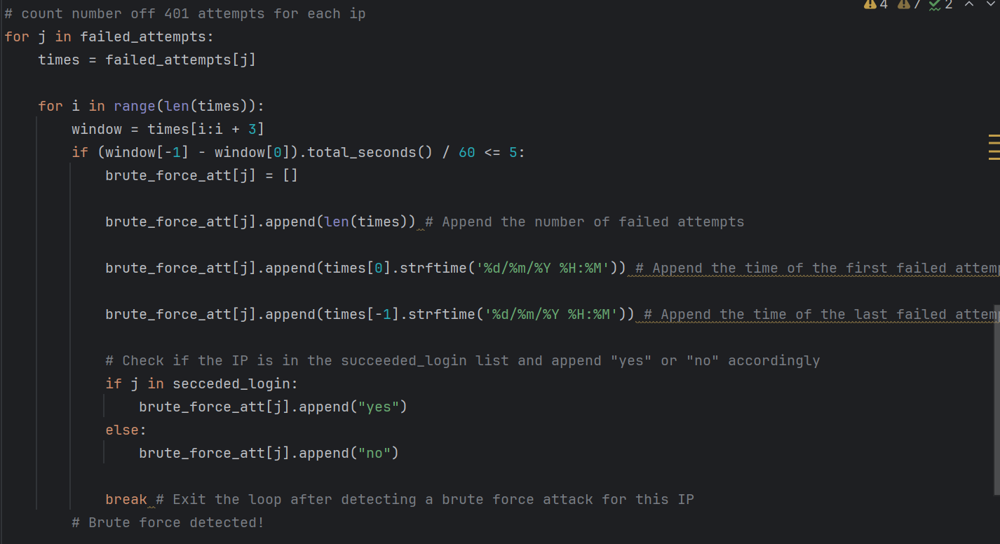 4 7 2
# count number off 401 attempts for each ip
for j in failed_attempts:
    times = failed_attempts[j]
    for i in range(len(times)):
        window = times[i:i + 3]
        if (window[-1] - window[0]).total_seconds() / 60 <= 5:
            brute_force_att[j] = []
            brute_force_att[j].append(len(times)) # Append the number of failed attempts
            brute_force_att[j].append(times[0].strftime('%d/%m/%Y %H:%M')) # Append the time of the first failed
            brute_force_att[j].append(times[-1].strftime('%d/%m/%Y %H:%M')) # Append the time of the last failed
            # Check if the IP is in the succeeded_login list and append "yes" or "no" accordingly
            if j in secceded_login:
                brute_force_att[j].append("yes")
            else:
                brute_force_att[j].append("no")
            break # Exit the loop after detecting a brute force attack for this IP
        # Brute force detected!